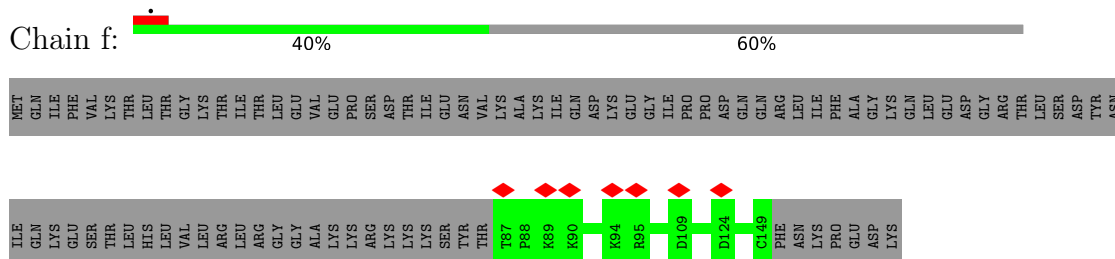 •
Chain f:
40% 60%
MET GLN ILE PHE VAL LYS THR LEU THR GLY LYS THR ILE THR LEU GLU VAL GLU PRO SER ASP THR ILE GLU ASN VAL LYS ALA LYS ILE GLN ASP LYS GLU GLY ILE PRO PRO ASP GLN GLN ARG LEU ILE PHE ALA GLY LYS GLN LEU GLU ASP GLY ARG THR LEU SER ASP TYR ASN
ILE GLN LYS GLU SER THR LEU HIS LEU VAL LEU ARG LEU ARG GLY GLY ALA LYS LYS ARG LYS LYS LYS SER TYR THR T87 P88 K89 K90 K94 R95 D109 D124 C149 PHE ASN LYS PRO GLU ASP LYS